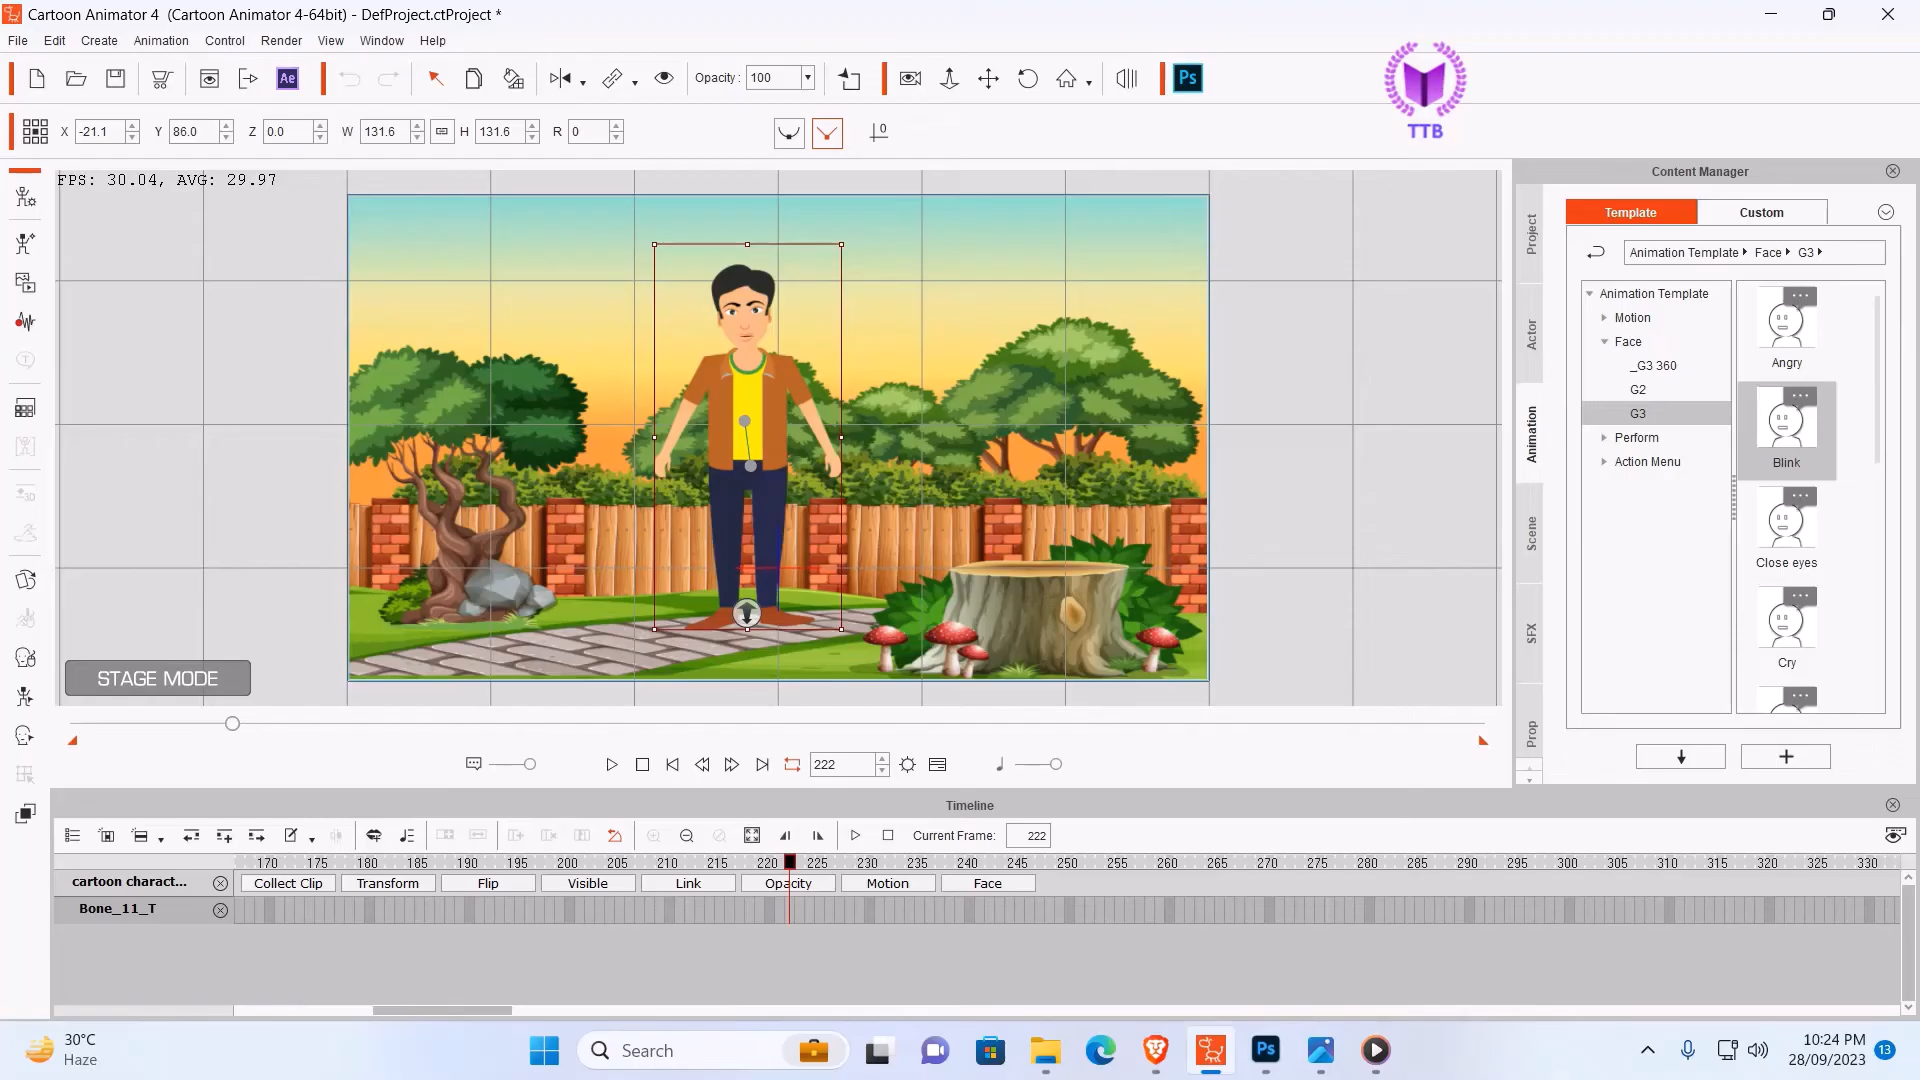 Cartoon Animator 4  (Cartoon Animator 4-64bit) - DefProject.ctProject *
File Edit Create Animation Control Render View Window Help
Ae Opacity : 100 Ps
TTB
X -21.1 Y 86.0 Z 0.0 W 131.6 H 131.6 R 0
FPS: 30.04, AVG: 29.97
Content Manager
Template Custom
Animation Template Face G3
Project
Actor
Animation
Scene
SFX
Prop
Animation Template
Motion
Face
_G3 360
G2
G3
Perform
Action Menu
Angry
Blink
Close eyes
Cry
STAGE MODE
222
Timeline
Current Frame: 222
170 175 180 185 190 195 200 205 210 215 220 225 230 235 240 245 250 255 260 265 270 275 280 285 290 295 300 305 310 315 320 325 330
cartoon charact... Collect Clip Transform Flip Visible Link Opacity Motion Face
Bone_11_T
30°C
Haze
Search
Ps
10:24 PM
28/09/2023
13